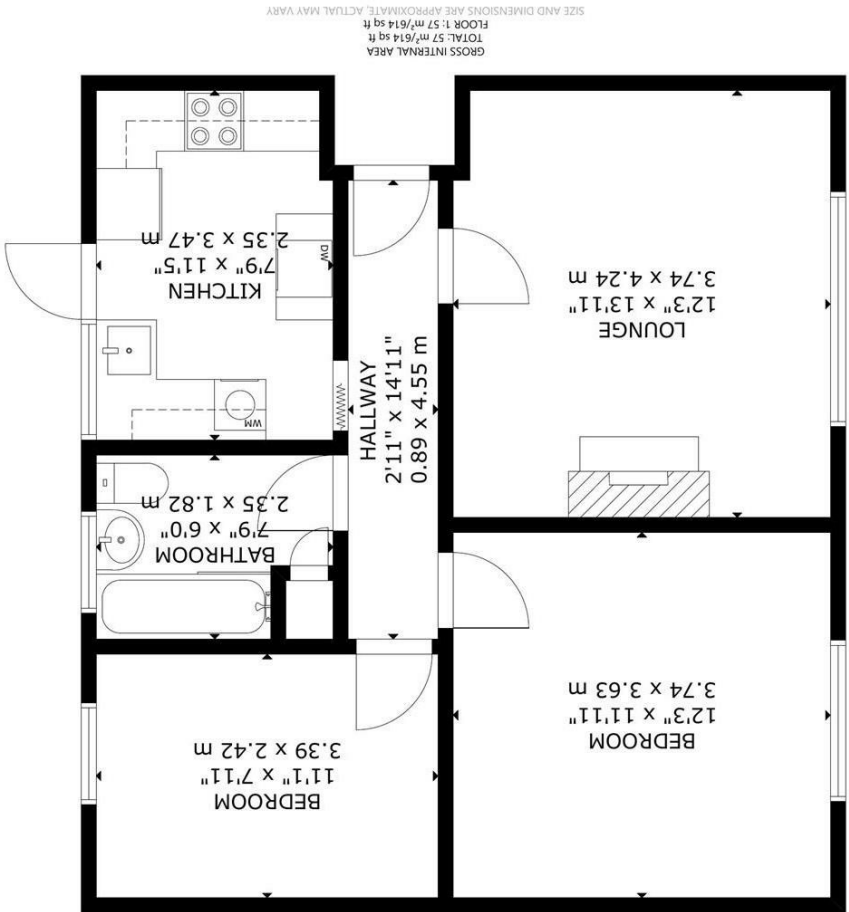 BEDROOM
11'1" x 7'11"
3.39 x 2.42 m
BEDROOM
12'3" x 11'11"
3.74 x 3.63 m
BATHROOM
7'9" x 6'0"
2.35 x 1.82 m
HALLWAY
2'11" x 14'11"
0.89 x 4.55 m
WM
LOUNGE
12'3" x 13'11"
3.74 x 4.24 m
KITCHEN
7'9" x 11'5"
2.35 x 3.47 m
DW
GROSS INTERNAL AREA
TOTAL: 57 m²/614 sq ft
FLOOR 1: 57 m²/614 sq ft
SIZE AND DIMENSIONS ARE APPROXIMATE, ACTUAL MAY VARY